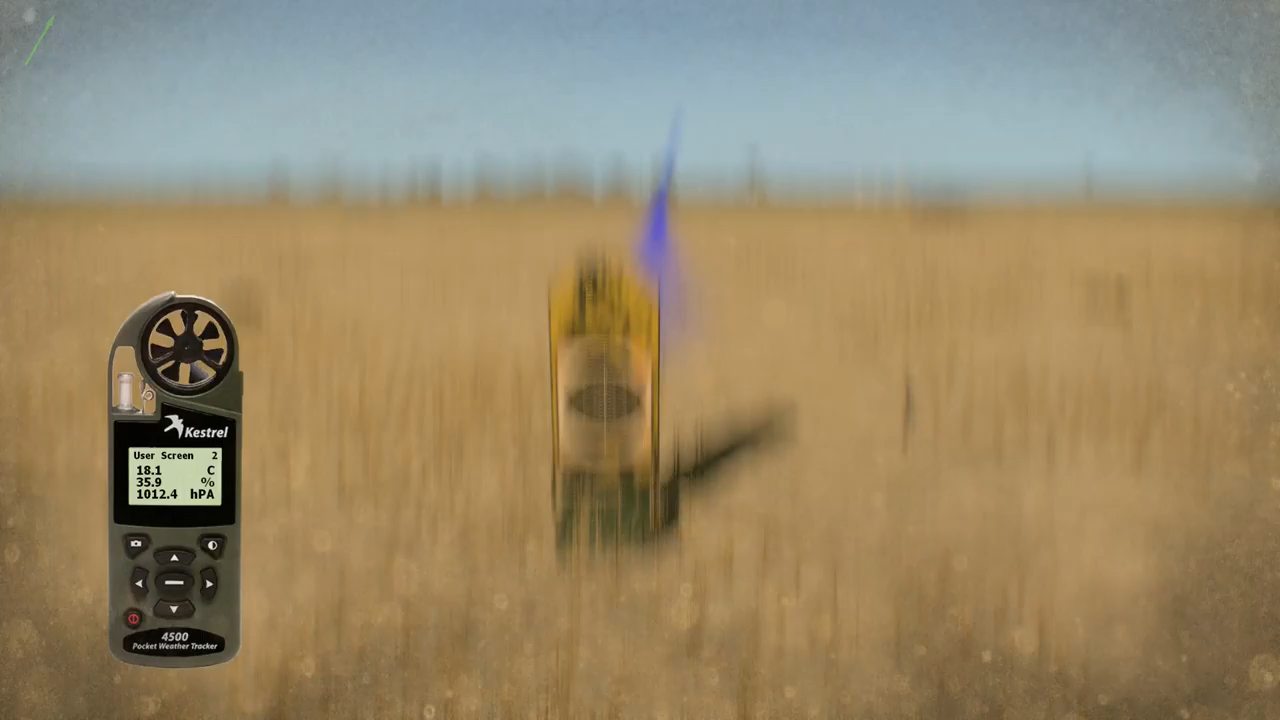 Kestrel
User Screen 2
18.1 C
35.9 %
1012.4 hPA
4500
Pocket Weather Tracker